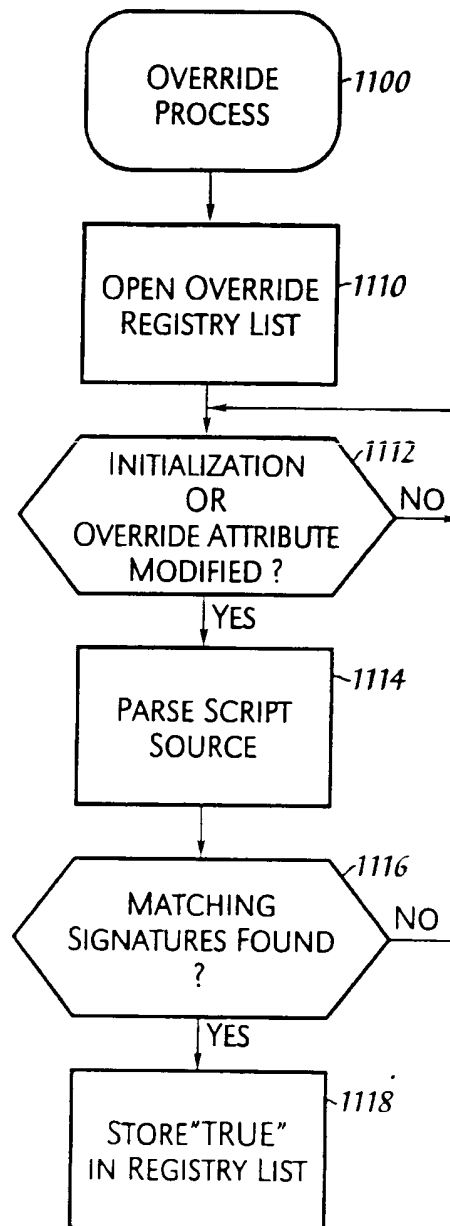 OVERRIDE
PROCESS
1100
OPEN OVERRIDE
REGISTRY LIST
1110
INITIALIZATION
OR
OVERRIDE ATTRIBUTE
MODIFIED ?
1112
NO
YES
PARSE SCRIPT
SOURCE
1114
MATCHING
SIGNATURES FOUND
?
1116
NO
YES
STORE"TRUE"
IN REGISTRY LIST
1118